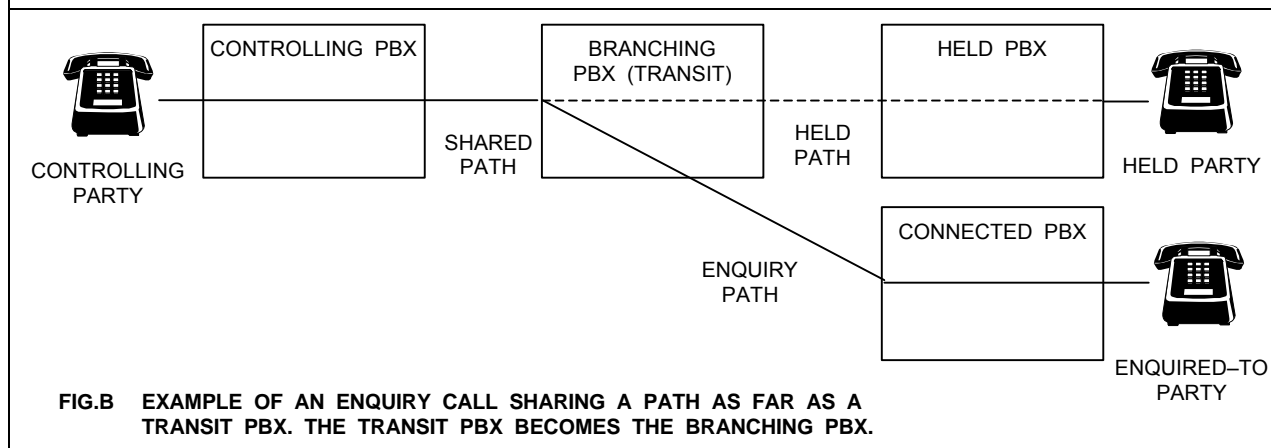 CONTROLLING PBX
BRANCHING
PBX (TRANSIT)
HELD PBX
SHARED
PATH
HELD
PATH
CONTROLLING
PARTY
HELD PARTY
CONNECTED PBX
ENQUIRY
PATH
ENQUIRED–TO
PARTY
FIG.B EXAMPLE OF AN ENQUIRY CALL SHARING A PATH AS FAR AS A
TRANSIT PBX. THE TRANSIT PBX BECOMES THE BRANCHING PBX.